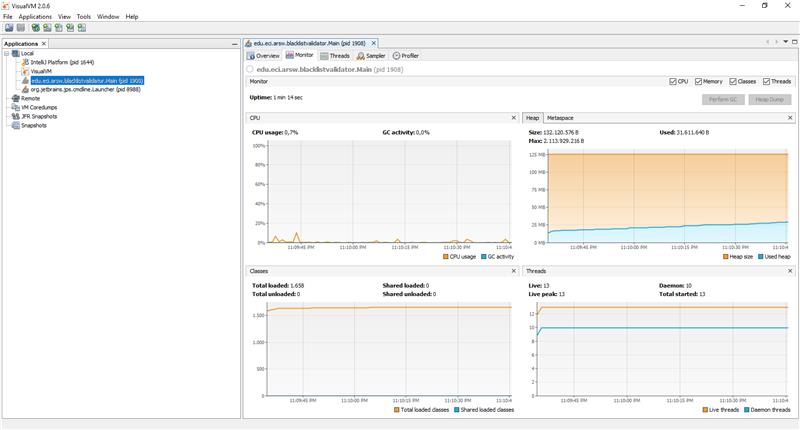 VisualVM 2.0.6
File Applications View Tools Window Help
Applications
Local
IntelliJ Platform (pid 1644)
VisualVM
edu.eci.arsw.blacklistvalidator.Main (pid 1908)
org.jetbrains.jps.cmdline.Launcher (pid 8988)
Remote
VM Coredumps
JFR Snapshots
Snapshots
edu.eci.arsw.blacklistvalidator.Main (pid 1908)
Overview Monitor Threads Sampler Profiler
edu.eci.arsw.blacklistvalidator.Main (pid 1908)
Monitor CPU Memory Classes Threads
Uptime: 1 min 14 sec Perform GC Heap Dump
CPU
CPU usage: 0,7% GC activity: 0,0%
100%
80%
60%
40%
20%
0%
11:09:45 PM 11:10:00 PM 11:10:15 PM 11:10:30 PM 11:10:4
CPU usage GC activity
Heap Metaspace
Size: 132.120.576 B Used: 31.611.640 B
Max: 2.113.929.216 B
125 MB
100 MB
75 MB
50 MB
25 MB
0 MB
11:09:45 PM 11:10:00 PM 11:10:15 PM 11:10:30 PM 11:10:4
Heap size Used heap
Classes
Total loaded: 1.658 Shared loaded: 0
Total unloaded: 0 Shared unloaded: 0
1.500
1.000
500
0
11:09:45 PM 11:10:00 PM 11:10:15 PM 11:10:30 PM 11:10:4
Total loaded classes Shared loaded classes
Threads
Live: 13 Daemon: 10
Live peak: 13 Total started: 13
12
10
8
6
4
2
0
11:09:45 PM 11:10:00 PM 11:10:15 PM 11:10:30 PM 11:10:4
Live threads Daemon threads